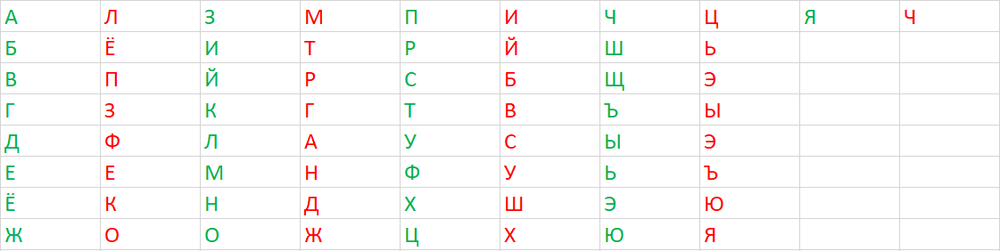 А Л З М П И Ч Ц Я Ч
Б Ё И Т Р Й Ш Ь
В П Й Р С Б Щ Э
Г З К Г Т В Ъ Ы
Д Ф Л А У С Ы Э
Е Е М Н Ф У Ь Ъ
Ё К Н Д Х Ш Э Ю
Ж О О Ж Ц Х Ю Я